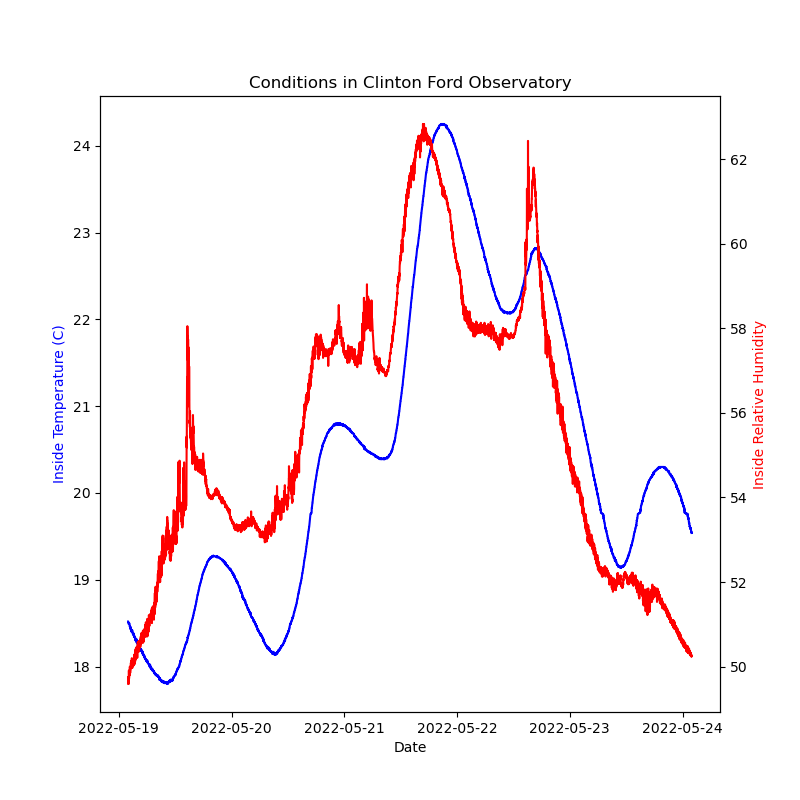 Conditions in Clinton Ford Observatory
24
23
22
21
20
19
18
Inside Temperature (C)
62
60
58
56
54
52
50
Inside Relative Humidity
2022-05-19 2022-05-20 2022-05-21 2022-05-22 2022-05-23 2022-05-24
Date